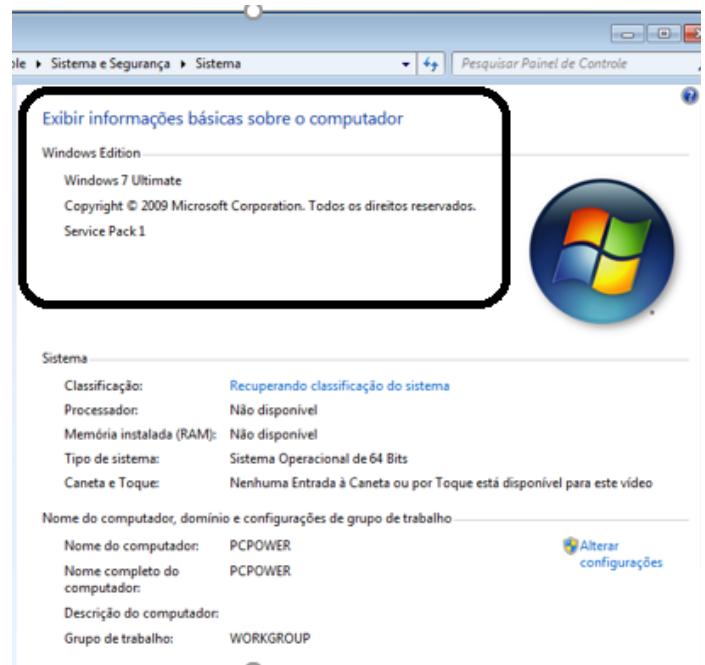 ole ▸ Sistema e Segurança ▸ Sistema
Pesquisar Painel de Controle
Exibir informações básicas sobre o computador
Windows Edition
Windows 7 Ultimate
Copyright © 2009 Microsoft Corporation. Todos os direitos reservados.
Service Pack 1
Sistema
Classificação: Recuperando classificação do sistema
Processador: Não disponível
Memória instalada (RAM): Não disponível
Tipo de sistema: Sistema Operacional de 64 Bits
Caneta e Toque: Nenhuma Entrada à Caneta ou por Toque está disponível para este vídeo
Nome do computador, domínio e configurações de grupo de trabalho
Nome do computador: PCPOWER
Alterar
configurações
Nome completo do
computador: PCPOWER
Descrição do computador:
Grupo de trabalho: WORKGROUP